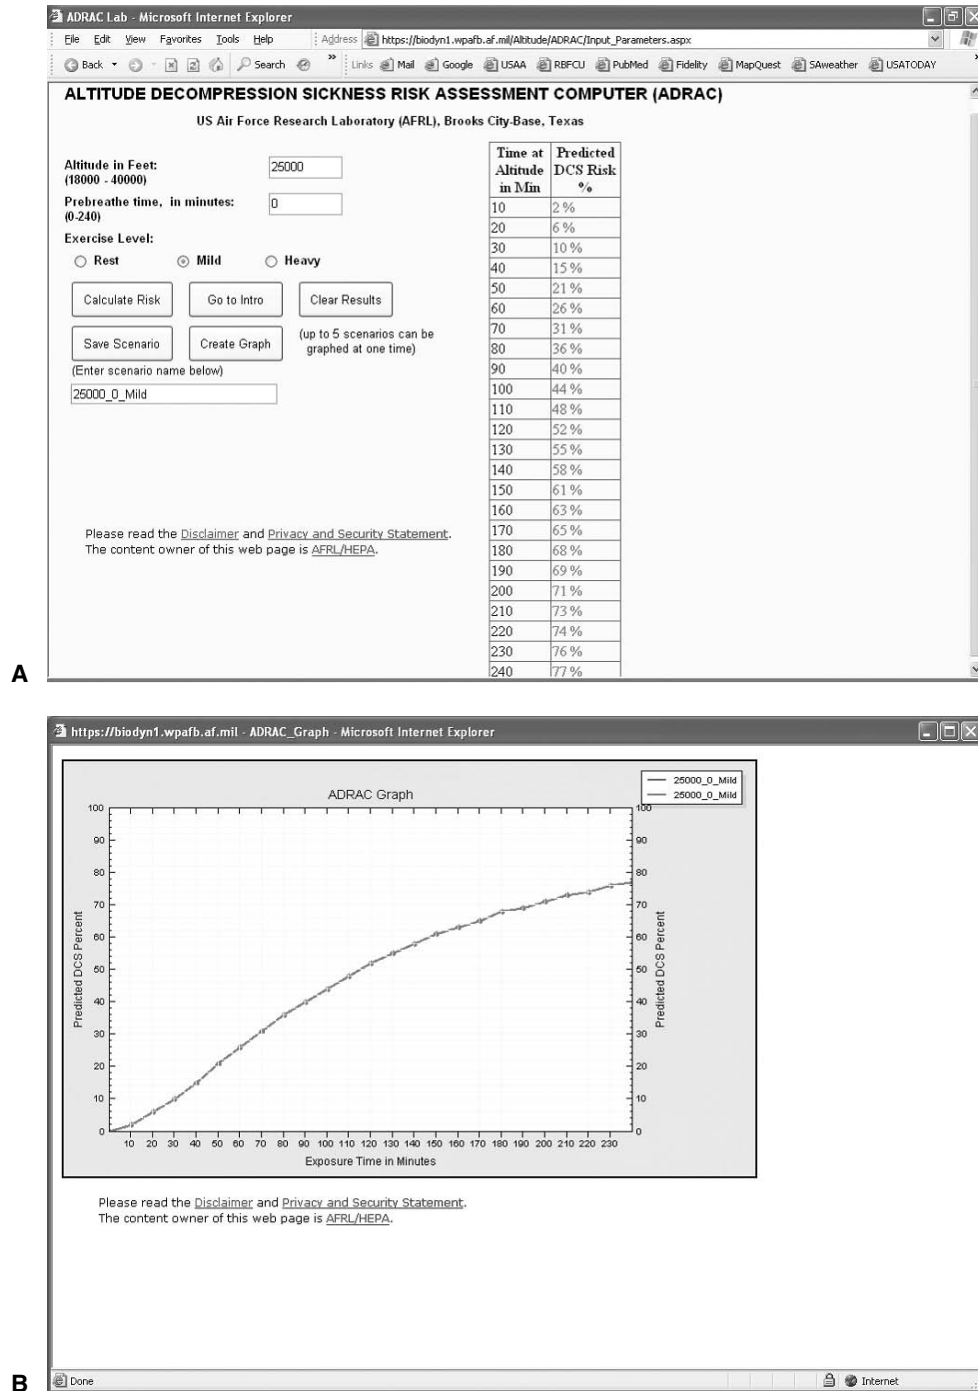 ADRAC Lab - Microsoft Internet Explorer
File Edit View Favorites Tools Help Address https://biodyn1.wpafb.af.mil/Altitude/ADRAC/Input_Parameters.aspx
Back Search » Links Mail Google USAA RBFCU PubMed Fidelity MapQuest SAweather USATODAY »
ALTITUDE DECOMPRESSION SICKNESS RISK ASSESSMENT COMPUTER (ADRAC)
US Air Force Research Laboratory (AFRL), Brooks City-Base, Texas
Altitude in Feet: 25000
(18000 - 40000)
Prebreathe time, in minutes: 0
(0-240)
Exercise Level:
Rest Mild Heavy
Calculate Risk Go to Intro Clear Results
Save Scenario Create Graph (up to 5 scenarios can be
graphed at one time)
(Enter scenario name below)
25000_0_Mild
Please read the Disclaimer and Privacy and Security Statement.
The content owner of this web page is AFRL/HEPA.
Time at Predicted
Altitude DCS Risk
in Min %
10 2 %
20 6 %
30 10 %
40 15 %
50 21 %
60 26 %
70 31 %
80 36 %
90 40 %
100 44 %
110 48 %
120 52 %
130 55 %
140 58 %
150 61 %
160 63 %
170 65 %
180 68 %
190 69 %
200 71 %
210 73 %
220 74 %
230 76 %
240 77 %
A
https://biodyn1.wpafb.af.mil - ADRAC_Graph - Microsoft Internet Explorer
25000_0_Mild
25000_0_Mild
ADRAC Graph
100 100
90 90
80 80
70 70
60 60
50 50
40 40
30 30
20 20
10 10
0 0
Predicted DCS Percent
Predicted DCS Percent
10 20 30 40 50 60 70 80 90 100 110 120 130 140 150 160 170 180 190 200 210 220 230
Exposure Time in Minutes
Please read the Disclaimer and Privacy and Security Statement.
The content owner of this web page is AFRL/HEPA.
Done Internet
B